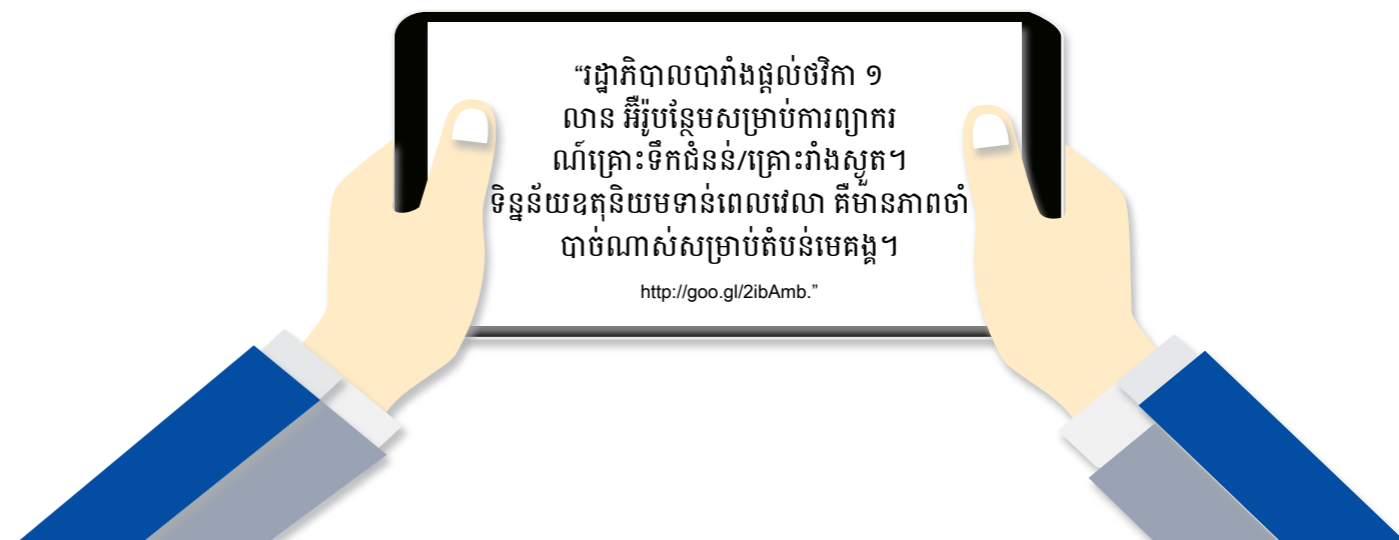 “រដ្ឋាភិបាលបារាំងផ្តល់ថវិកា ១
លាន អ៊ឺរ៉ូបន្ថែមសម្រាប់ការព្យាករ
ណ៍គ្រោះទឹកជំនន់/គ្រោះរាំងស្ងួត។
ទិន្នន័យឧតុនិយមទាន់ពេលវេលា គឺមានភាពចាំ
បាច់ណាស់សម្រាប់តំបន់មេគង្គ។
http://goo.gl/2ibAmb.”